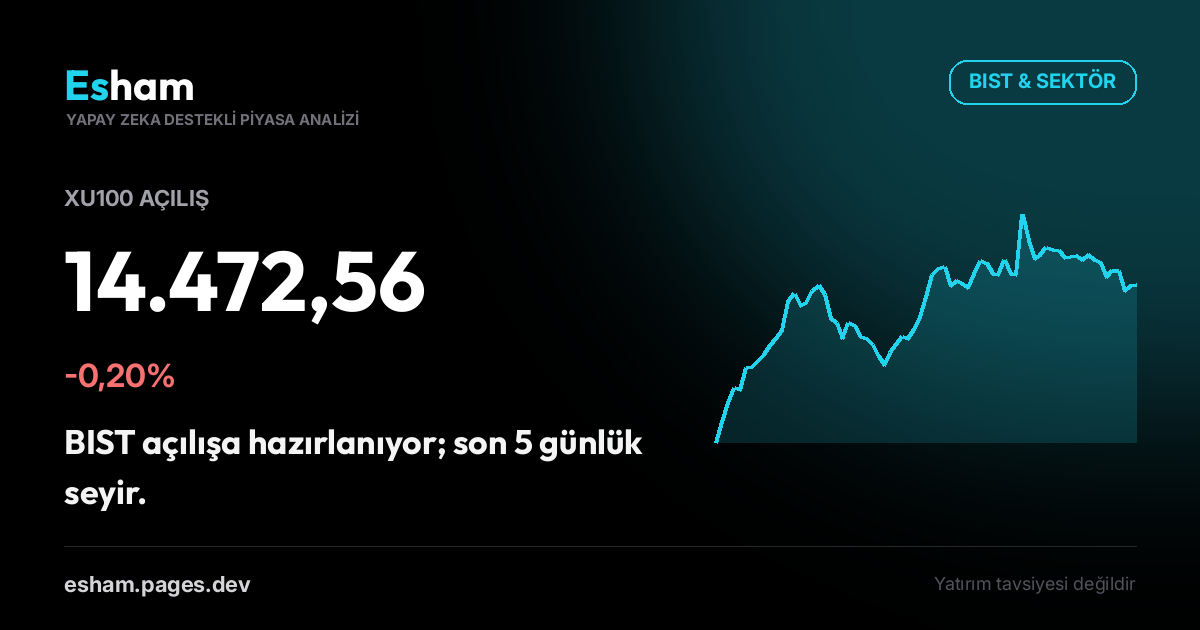 Esham
YAPAY ZEKA DESTEKLİ PİYASA ANALİZİ
BIST & SEKTÖR
XU100 AÇILIŞ
14.472,56
-0,20%
BIST açılışa hazırlanıyor; son 5 günlük
seyir.
esham.pages.dev
Yatırım tavsiyesi değildir